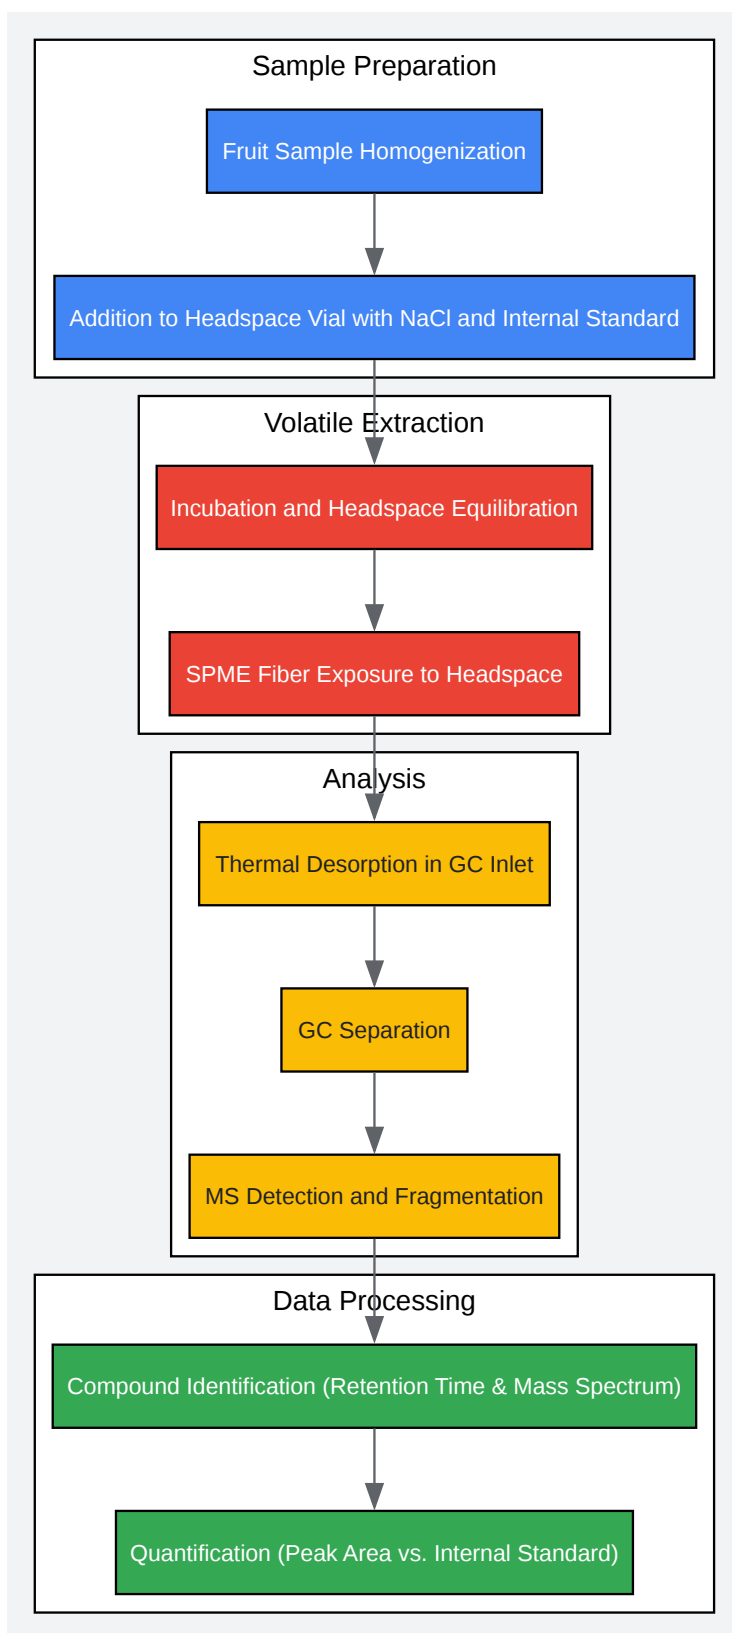 Sample Preparation
Fruit Sample Homogenization
Addition to Headspace Vial with NaCl and Internal Standard
Volatile Extraction
Incubation and Headspace Equilibration
SPME Fiber Exposure to Headspace
Analysis
Thermal Desorption in GC Inlet
GC Separation
MS Detection and Fragmentation
Data Processing
Compound Identification (Retention Time & Mass Spectrum)
Quantification (Peak Area vs. Internal Standard)